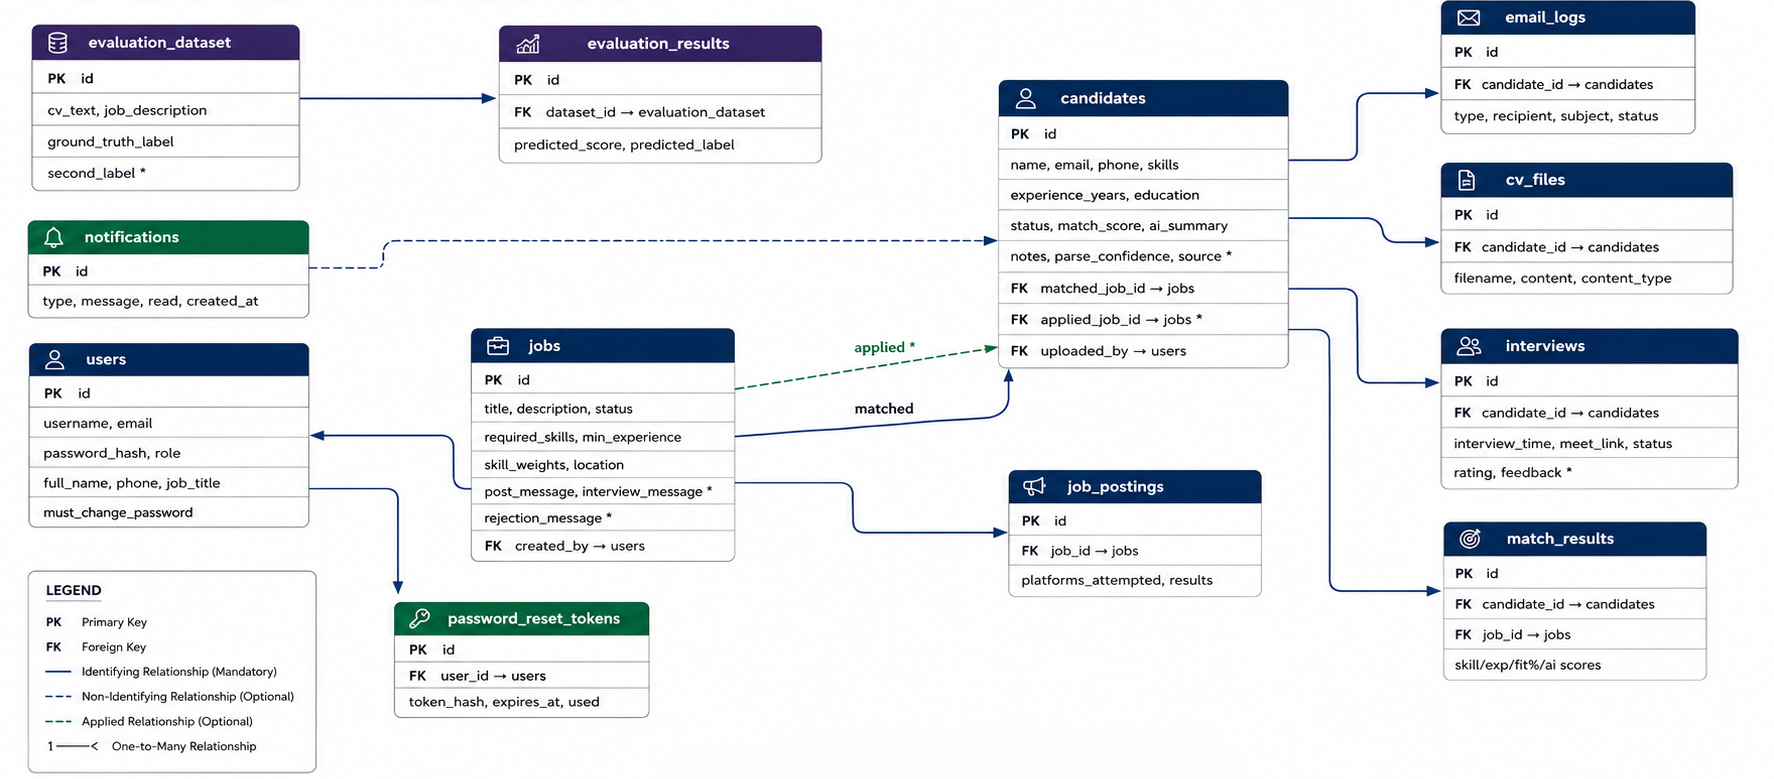 evaluation_dataset
PK id
cv_text, job_description
ground_truth_label
second_label *
evaluation_results
PK id
FK dataset_id → evaluation_dataset
predicted_score, predicted_label
notifications
PK id
type, message, read, created_at
users
PK id
username, email
password_hash, role
full_name, phone, job_title
must_change_password
jobs
PK id
title, description, status
required_skills, min_experience
skill_weights, location
post_message, interview_message *
rejection_message *
FK created_by → users
applied *
matched
candidates
PK id
name, email, phone, skills
experience_years, education
status, match_score, ai_summary
notes, parse_confidence, source *
FK matched_job_id → jobs
FK applied_job_id → jobs *
FK uploaded_by → users
email_logs
PK id
FK candidate_id → candidates
type, recipient, subject, status
cv_files
PK id
FK candidate_id → candidates
filename, content, content_type
interviews
PK id
FK candidate_id → candidates
interview_time, meet_link, status
rating, feedback *
job_postings
PK id
FK job_id → jobs
platforms_attempted, results
match_results
PK id
FK candidate_id → candidates
FK job_id → jobs
skill/exp/fit%/ai scores
password_reset_tokens
PK id
FK user_id → users
token_hash, expires_at, used
LEGEND
PK Primary Key
FK Foreign Key
Identifying Relationship (Mandatory)
Non-Identifying Relationship (Optional)
Applied Relationship (Optional)
1 One-to-Many Relationship